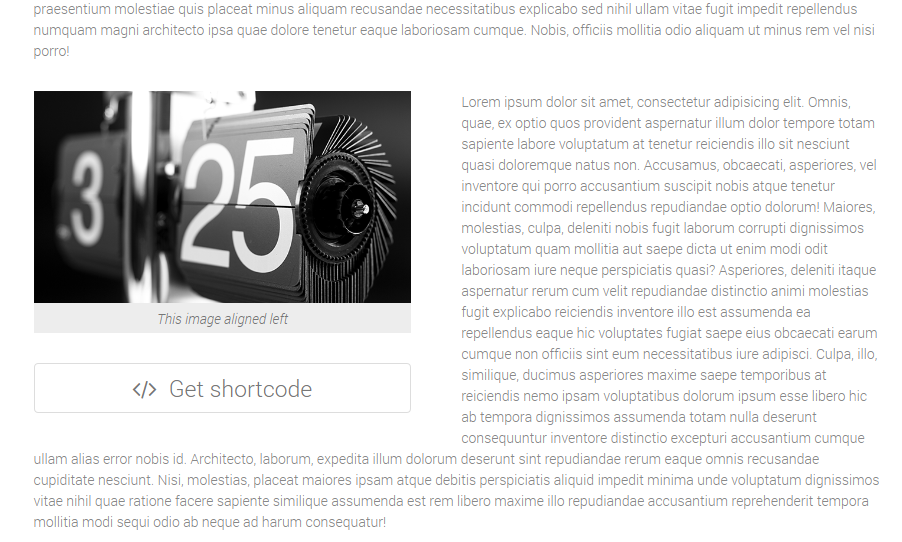 praesentium molestiae quis placeat minus aliquam recusandae necessitatibus explicabo sed nihil ullam vitae fugit impedit repellendus
numquam magni architecto ipsa quae dolore tenetur eaque laboriosam cumque. Nobis, officiis mollitia odio aliquam ut minus rem vel nisi
porro!
3
25
This image aligned left
</> Get shortcode
Lorem ipsum dolor sit amet, consectetur adipisicing elit. Omnis,
quae, ex optio quos provident aspernatur illum dolor tempore totam
sapiente labore voluptatum at tenetur reiciendis illo sit nesciunt
quasi doloremque natus non. Accusamus, obcaecati, asperiores, vel
inventore qui porro accusantium suscipit nobis atque tenetur
incidunt commodi repellendus repudiandae optio dolorum! Maiores,
molestias, culpa, deleniti nobis fugit laborum corrupti dignissimos
voluptatum quam mollitia aut saepe dicta ut enim modi odit
laboriosam iure neque perspiciatis quasi? Asperiores, deleniti itaque
aspernatur rerum cum velit repudiandae distinctio animi molestias
fugit explicabo reiciendis inventore illo est assumenda ea
repellendus eaque hic voluptates fugiat saepe eius obcaecati earum
cumque non officiis sint eum necessitatibus iure adipisci. Culpa, illo,
similique, ducimus asperiores maxime saepe temporibus at
reiciendis nemo ipsam voluptatibus dolorum ipsum esse libero hic
ab tempora dignissimos assumenda totam nulla deserunt
consequuntur inventore distinctio excepturi accusantium cumque
ullam alias error nobis id. Architecto, laborum, expedita illum dolorum deserunt sint repudiandae rerum eaque omnis recusandae
cupiditate nesciunt. Nisi, molestias, placeat maiores ipsam atque debitis perspiciatis aliquid impedit minima unde voluptatum dignissimos
vitae nihil quae ratione facere sapiente similique assumenda est rem libero maxime illo repudiandae accusantium reprehenderit tempora
mollitia modi sequi odio ab neque ad harum consequatur!